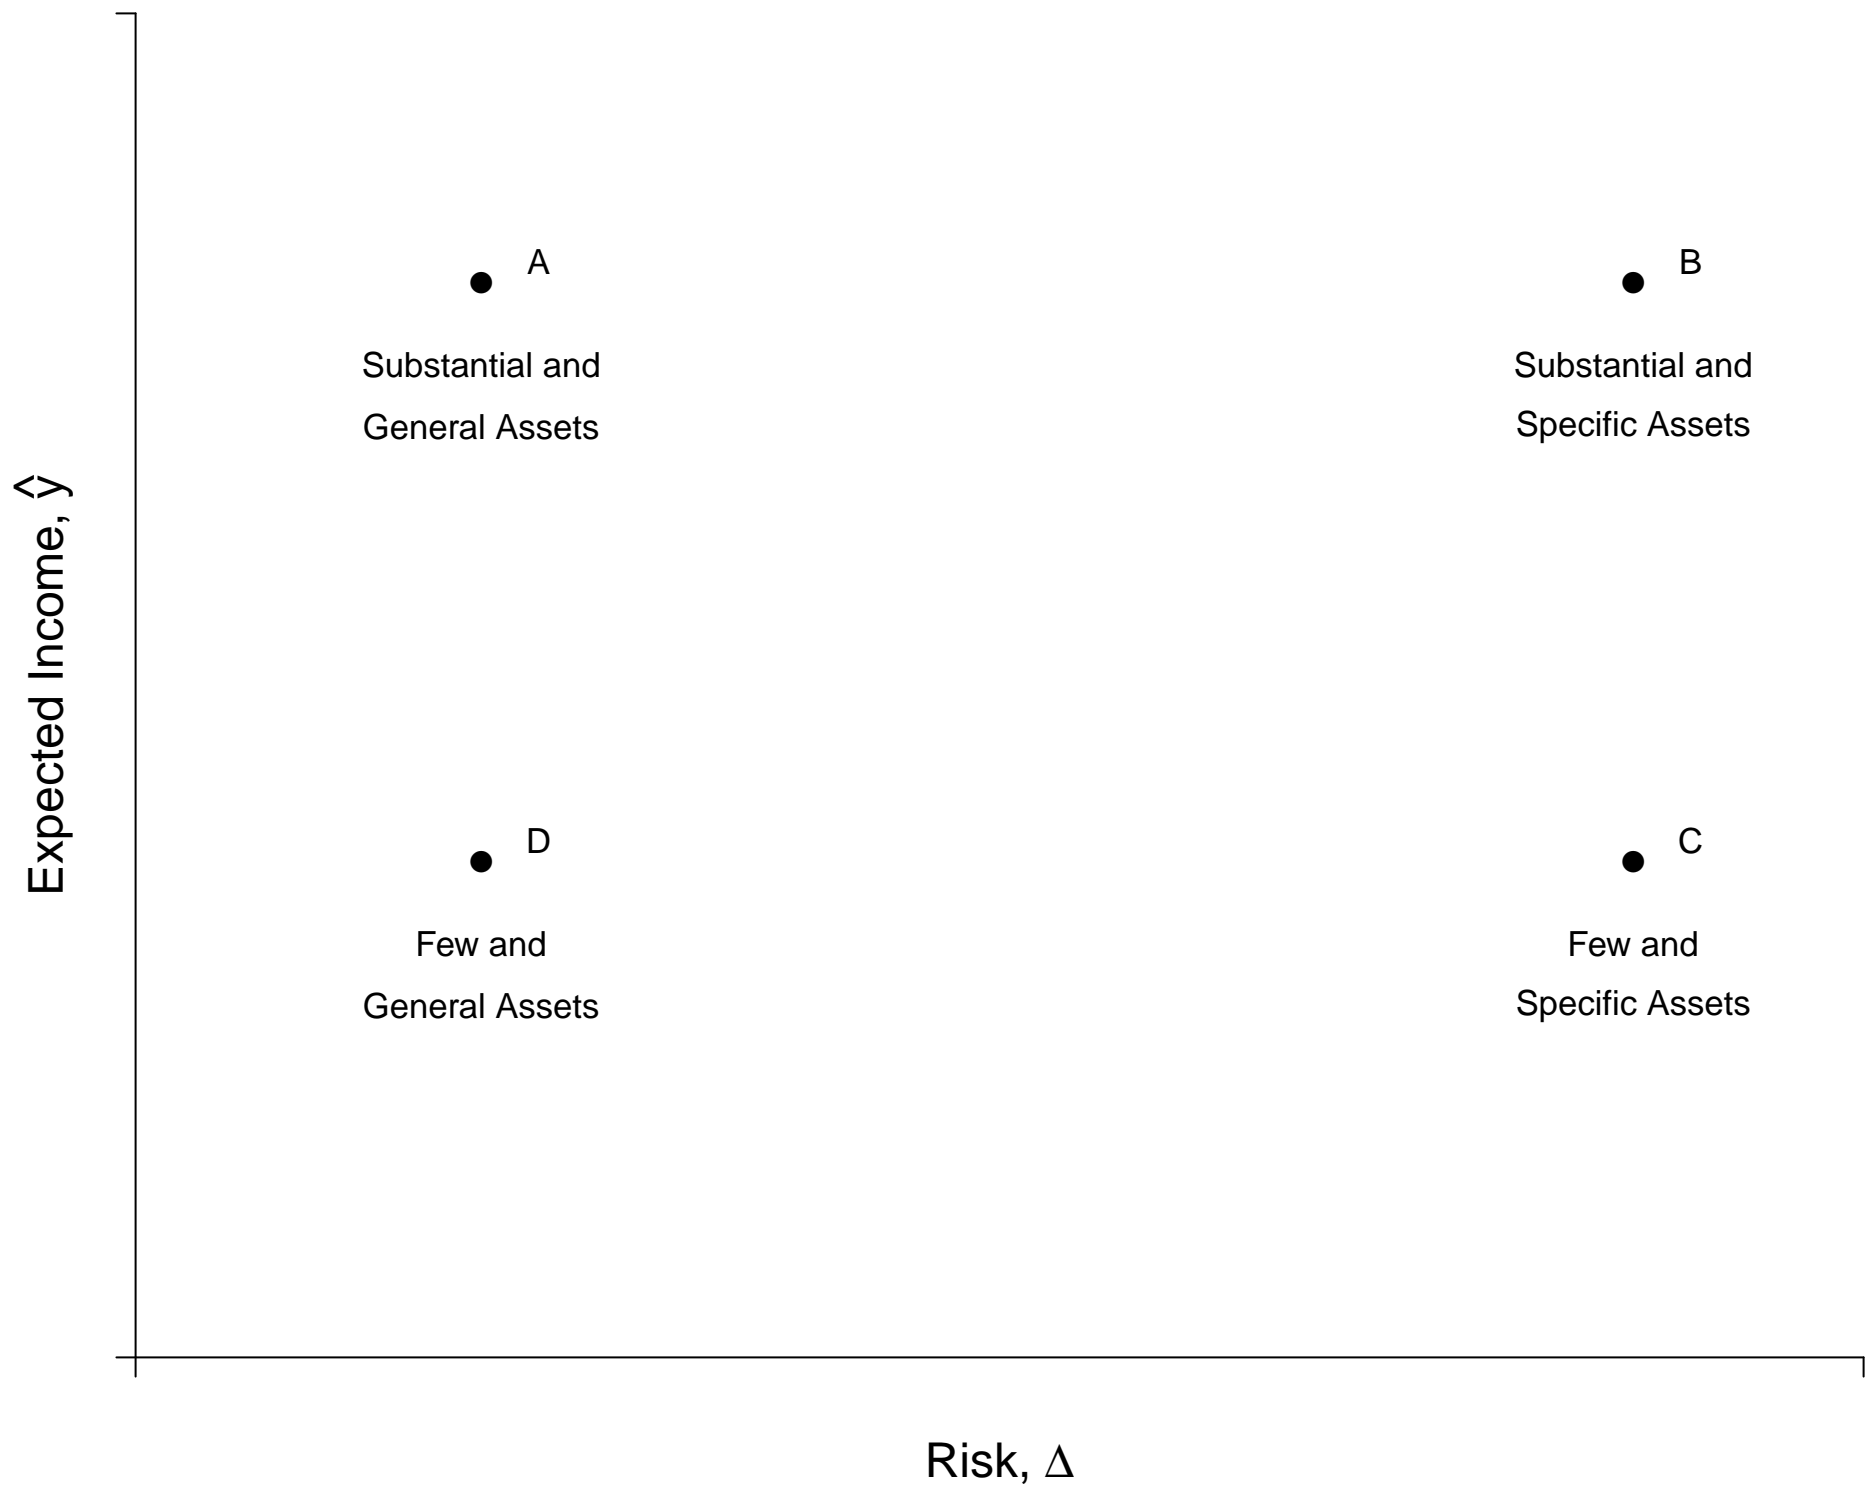 A
Substantial and
General Assets
B
Substantial and
Specific Assets
Expected Income, ŷ
D
Few and
General Assets
C
Few and
Specific Assets
Risk, Δ